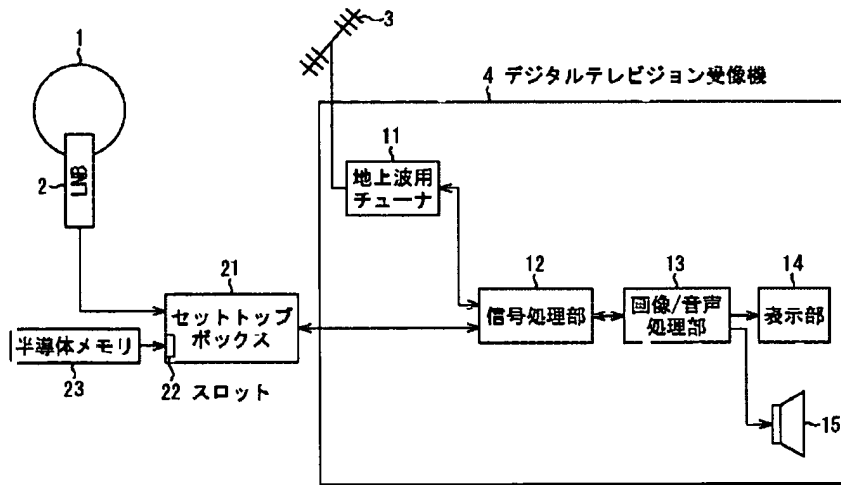 1
3
4 デジタルテレビジョン受像機
11
地上波用
チューナ
2
LNB
21
セットトップ
ボックス
12
信号処理部
13
画像/音声
処理部
14
表示部
半導体メモリ
23
22 スロット
15